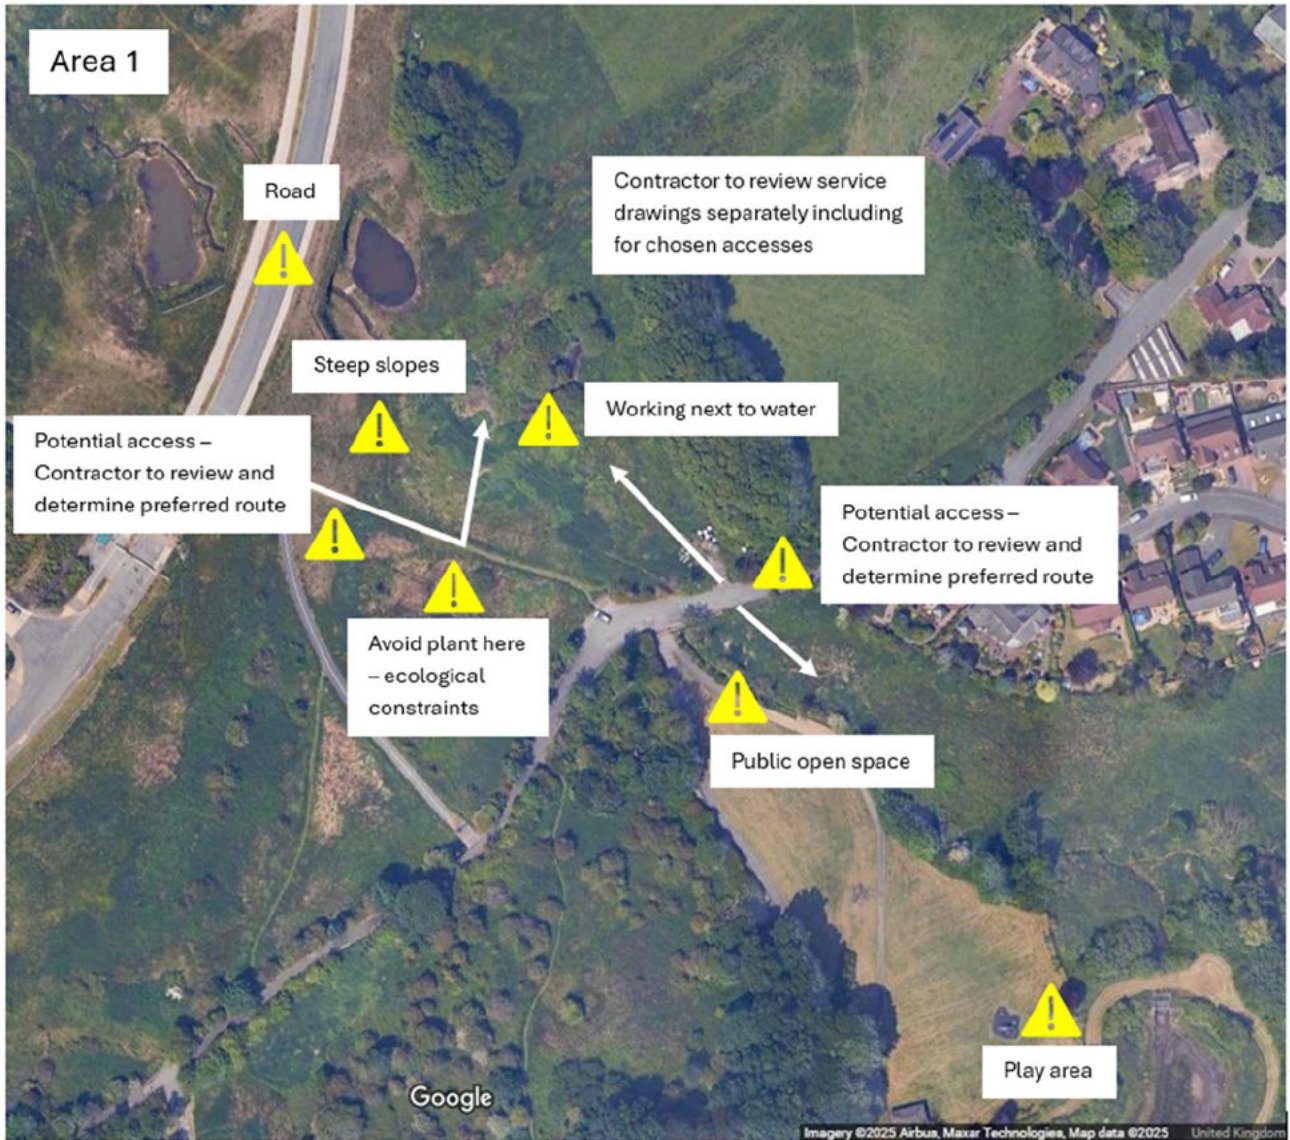 Area 1
Road
Contractor to review service
drawings separately including
for chosen accesses
Steep slopes
Working next to water
Potential access –
Contractor to review and
determine preferred route
Potential access –
Contractor to review and
determine preferred route
Avoid plant here
– ecological
constraints
Public open space
Play area
Google
Imagery ©2025 Airbus, Maxar Technologies, Map data ©2025 United Kingdom